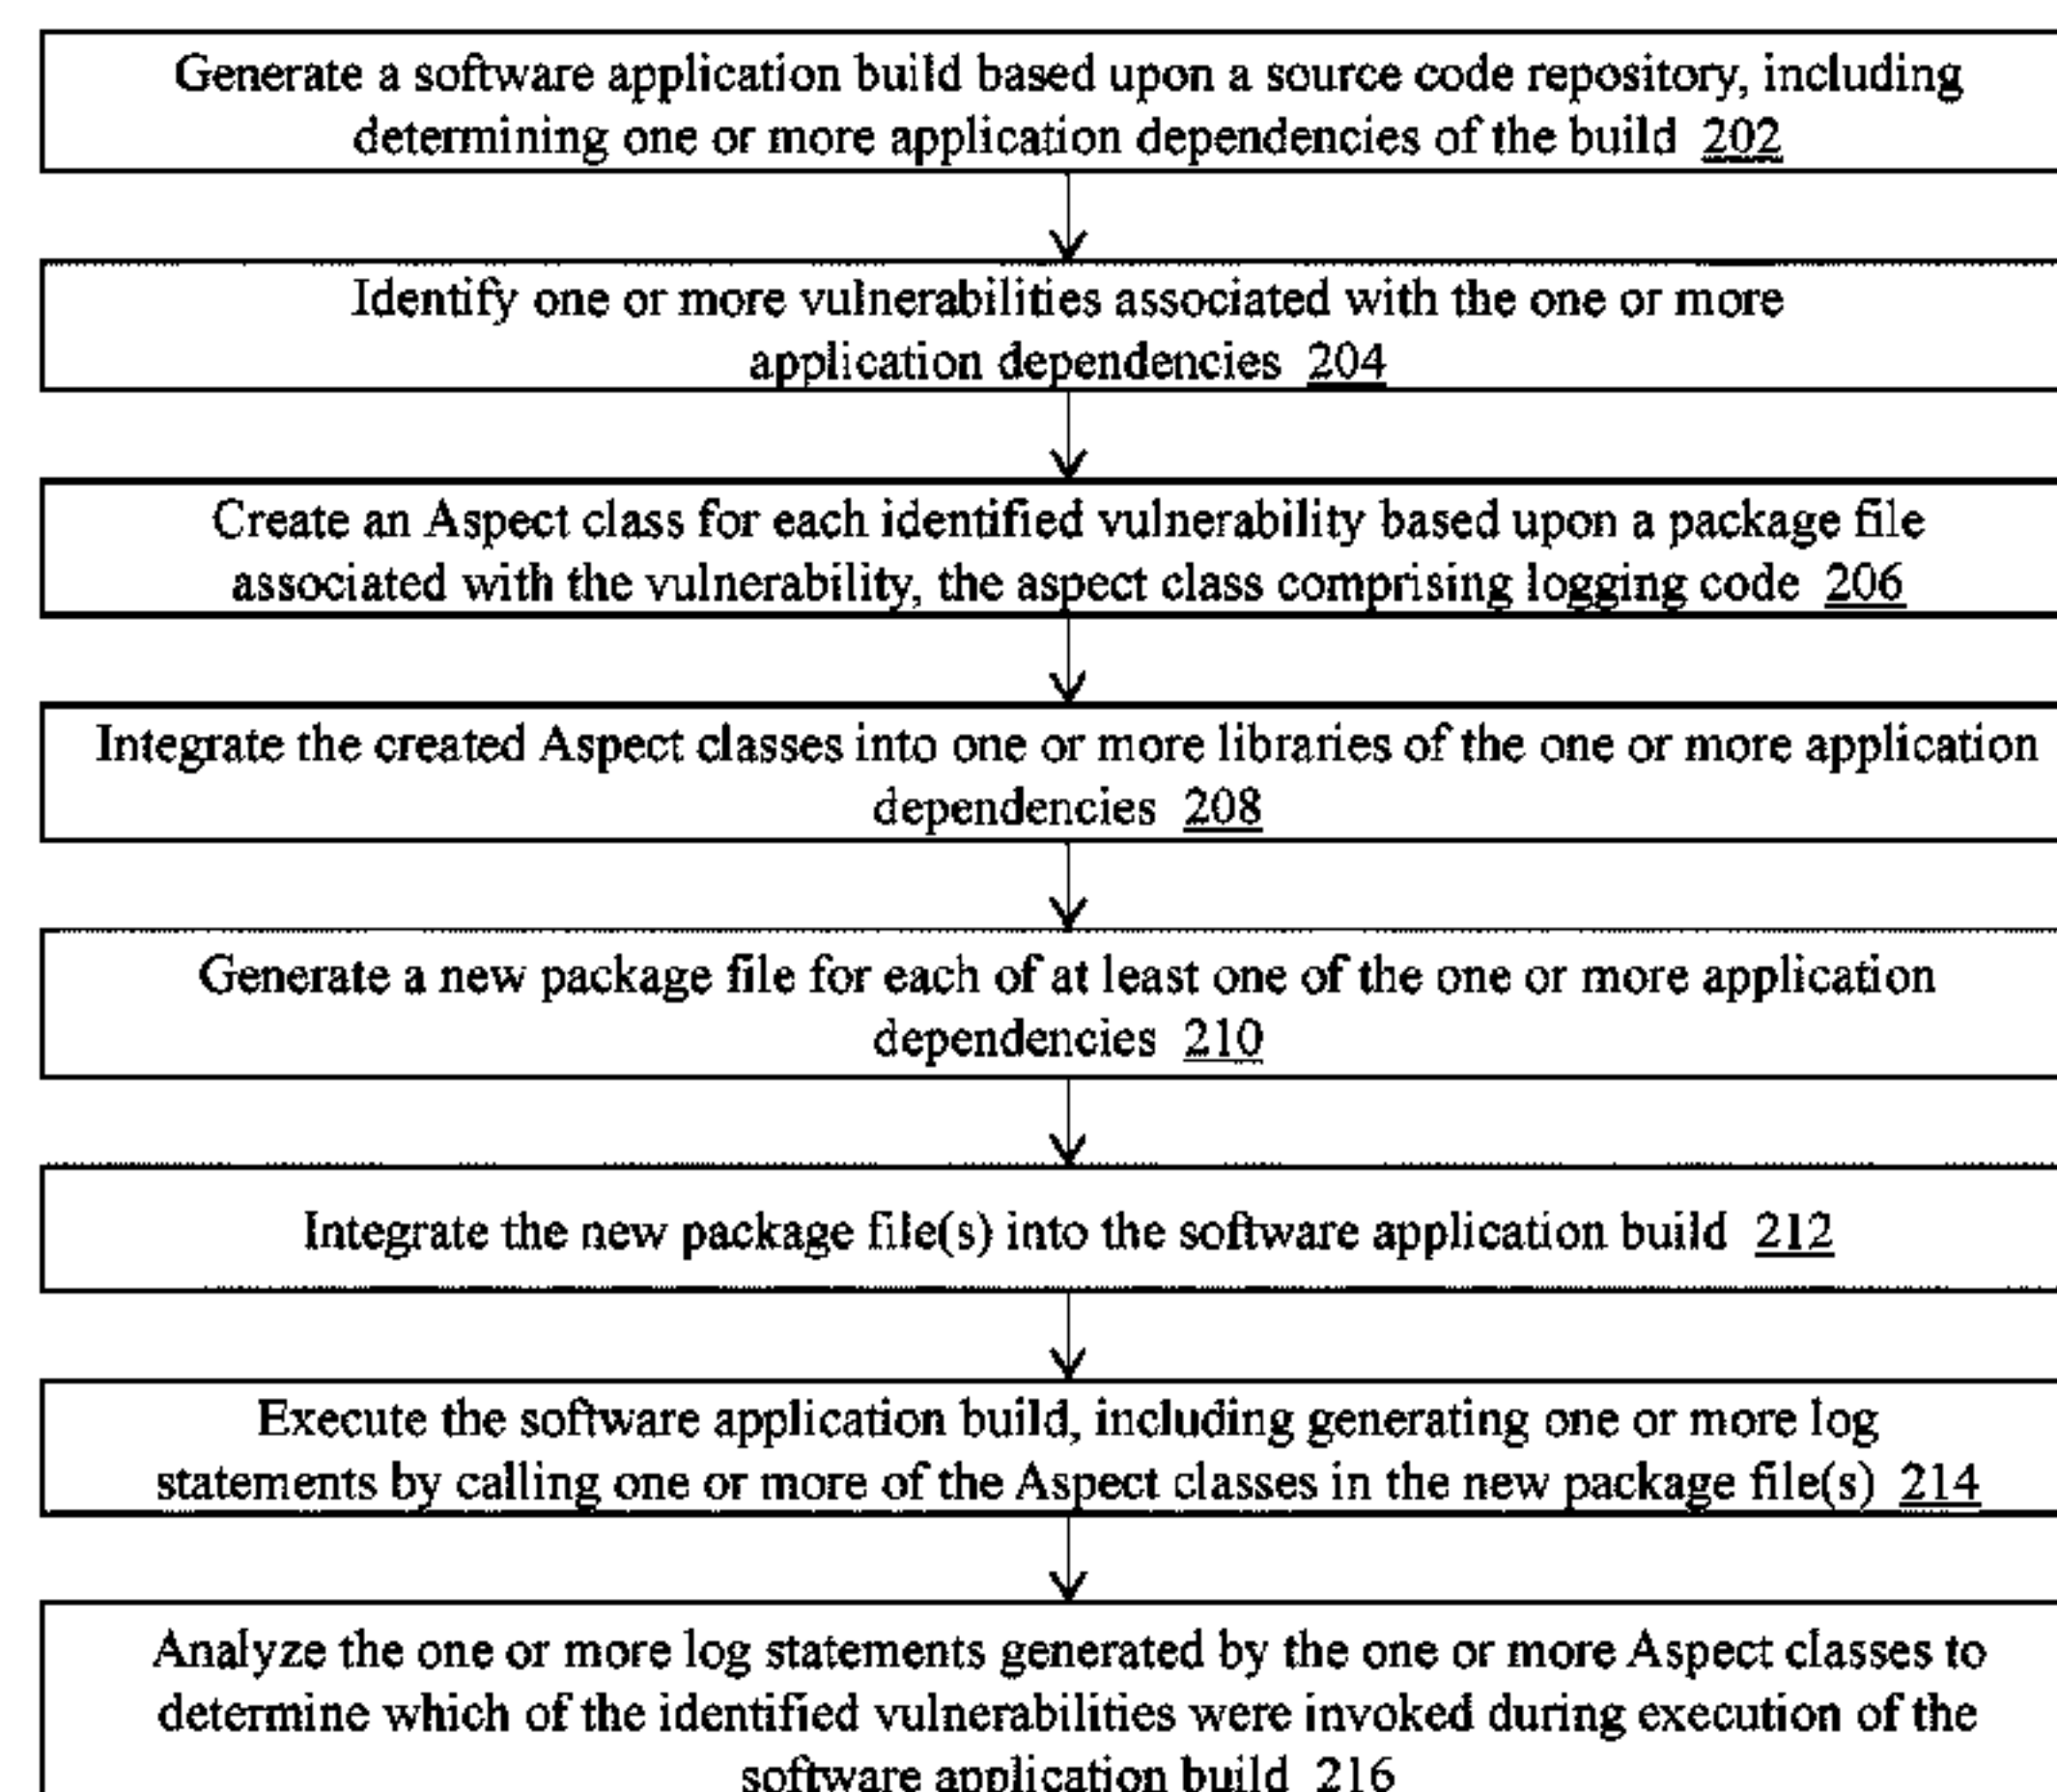 Generate a software application build based upon a source code repository, including
determining one or more application dependencies of the build 202
Identify one or more vulnerabilities associated with the one or more
application dependencies 204
Create an Aspect class for each identified vulnerability based upon a package file
associated with the vulnerability, the aspect class comprising logging code 206
Integrate the created Aspect classes into one or more libraries of the one or more application
dependencies 208
Generate a new package file for each of at least one of the one or more application
dependencies 210
Integrate the new package file(s) into the software application build 212
Execute the software application build, including generating one or more log
statements by calling one or more of the Aspect classes in the new package file(s) 214
Analyze the one or more log statements generated by the one or more Aspect classes to
determine which of the identified vulnerabilities were invoked during execution of the
software application build 216